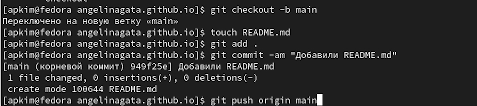 [apkim@fedora angelinagata.github.io]$ git checkout -b main
Переключено на новую ветку «main»
[apkim@fedora angelinagata.github.io]$ touch README.md
[apkim@fedora angelinagata.github.io]$ git add .
[apkim@fedora angelinagata.github.io]$ git commit -am "Добавили README.md"
[main (корневой коммит) 949f25e] Добавили README.md
 1 file changed, 0 insertions(+), 0 deletions(-)
 create mode 100644 README.md
[apkim@fedora angelinagata.github.io]$ git push origin main